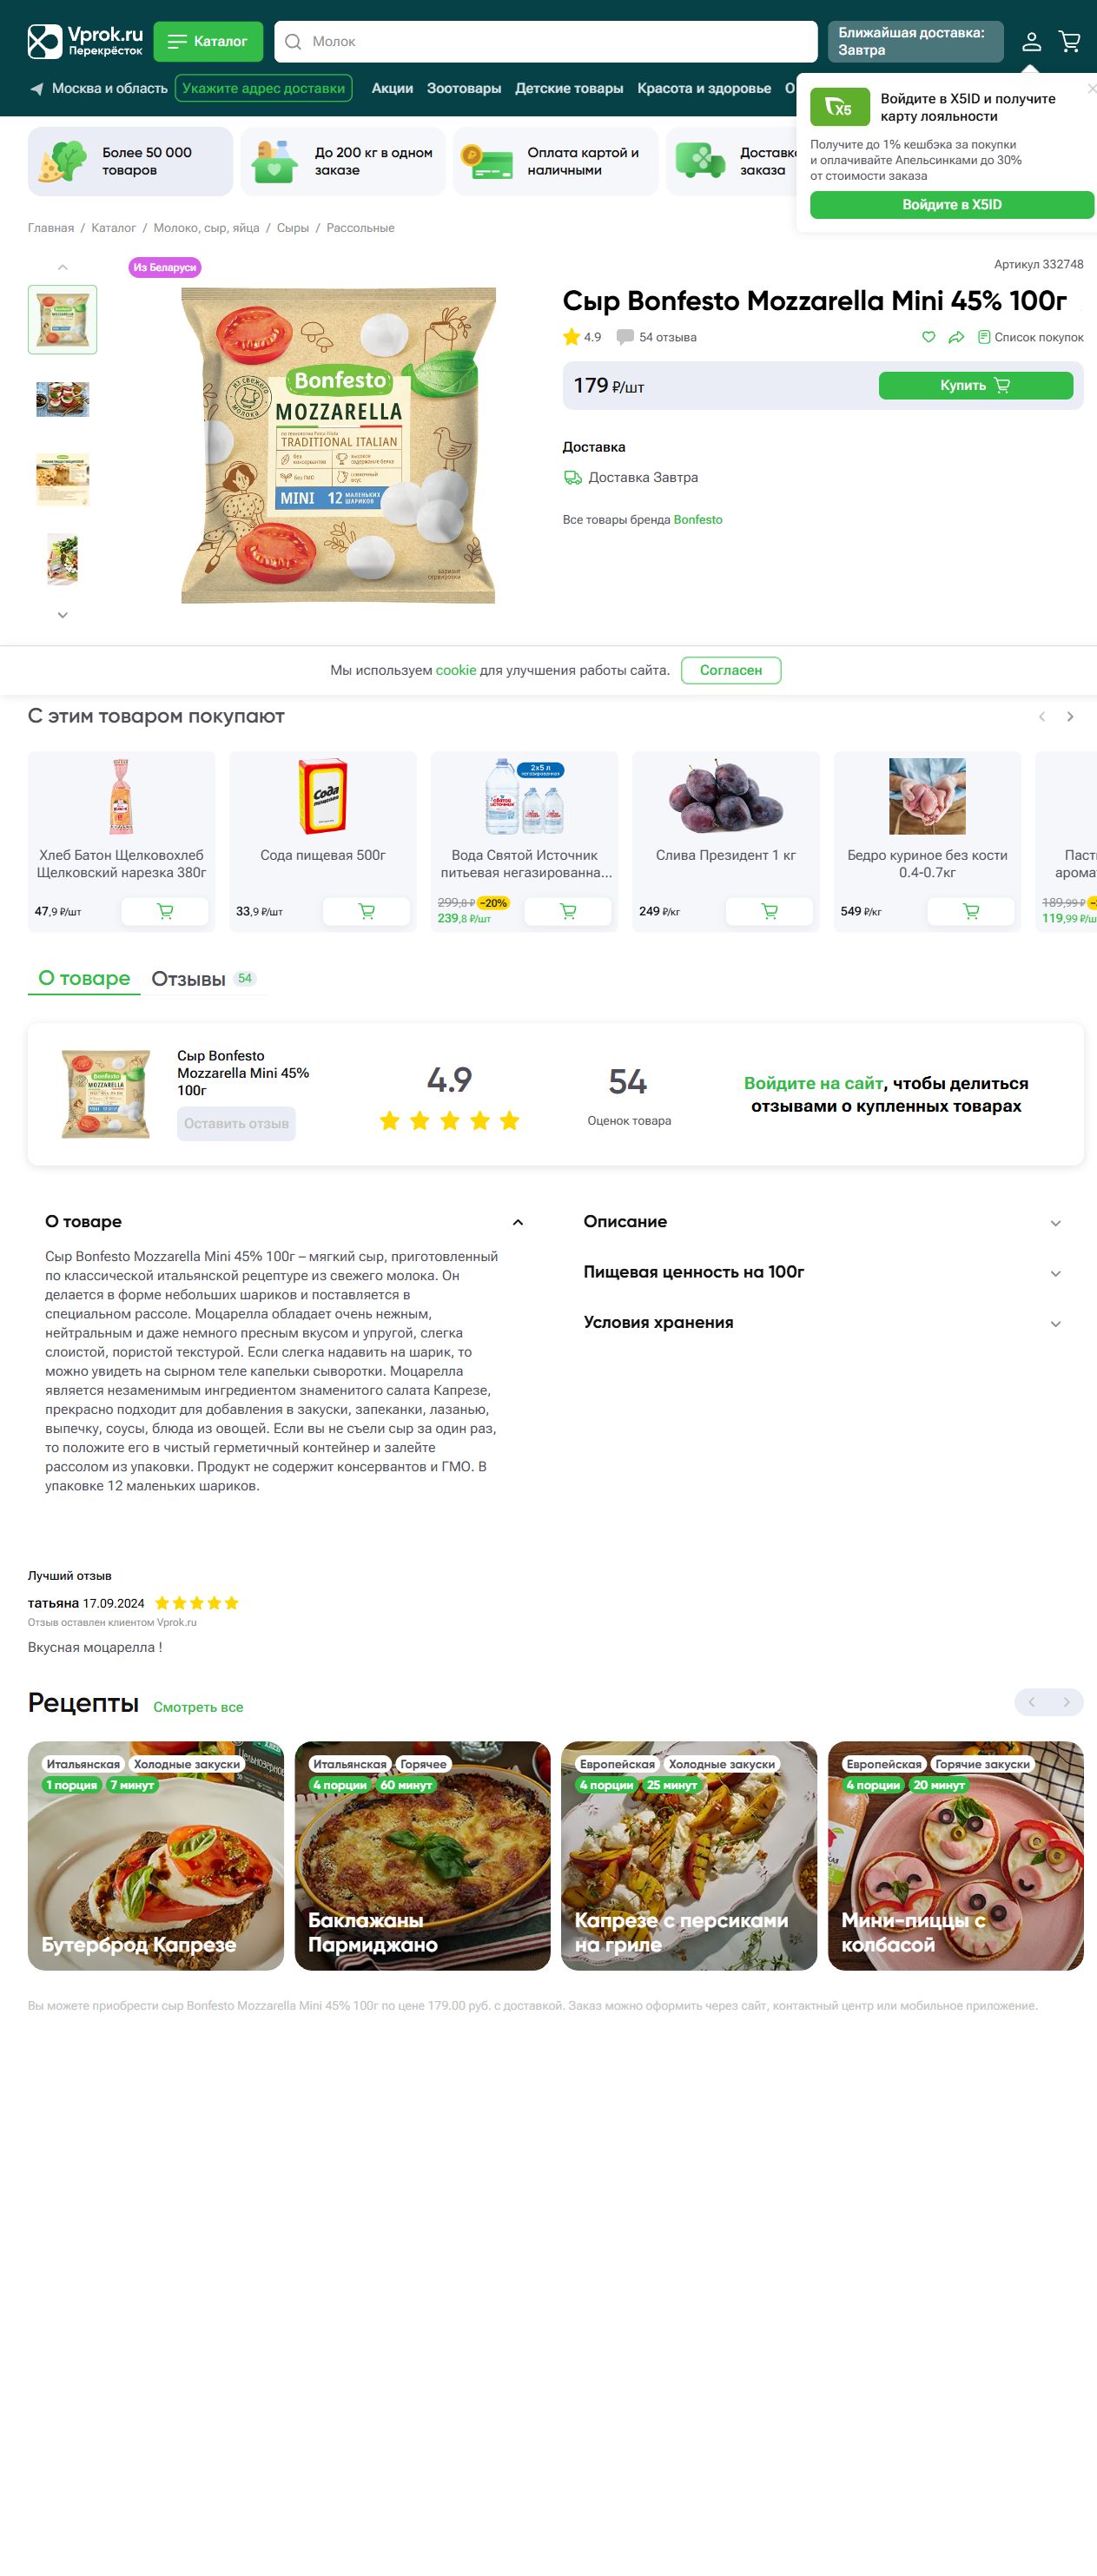 Vprok.ru
Перекрёсток
Каталог
Молок
Ближайшая доставка:
Завтра
Москва и область
Укажите адрес доставки
Акции
Зоотовары
Детские товары
Красота и здоровье
X5
Войдите в X5ID и получите
карту лояльности
Получите до 1% кешбэка за покупки
и оплачивайте Апельсинками до 30%
от стоимости заказа
Войдите в X5ID
Более 50 000
товаров
До 200 кг в одном
заказе
Оплата картой и
наличными
заказа
Главная / Каталог / Молоко, сыр, яйца / Сыры / Рассольные
Из Беларуси
Артикул 332748
Bonfesto
MOZZARELLA
TRADITIONAL ITALIAN
MINI 12 МАЛЕНЬКИХ
ШАРИКОВ
Сыр Bonfesto Mozzarella Mini 45% 100г
4.9
54 отзыва
Список покупок
179 ₽/шт
Купить
Доставка
Доставка Завтра
Все товары бренда Bonfesto
Мы используем cookie для улучшения работы сайта.
Согласен
С этим товаром покупают
Хлеб Батон Щелковохлеб
Щелковский нарезка 380г
47,9 ₽/шт
Сода пищевая 500г
33,9 ₽/шт
2х5 л
Вода Святой Источник
питьевая негазированна...
299,8 ₽ −20%
239,8 ₽/шт
Слива Президент 1 кг
249 ₽/кг
Бедро куриное без кости
0.4-0.7кг
549 ₽/кг
189,99 ₽
О товаре
Отзывы 54
Сыр Bonfesto
Mozzarella Mini 45%
100г
Оставить отзыв
4.9
54
Оценок товара
Войдите на сайт, чтобы делиться
отзывами о купленных товарах
О товаре
Сыр Bonfesto Mozzarella Mini 45% 100г – мягкий сыр, приготовленный
по классической итальянской рецептуре из свежего молока. Он
делается в форме небольших шариков и поставляется в
специальном рассоле. Моцарелла обладает очень нежным,
нейтральным и даже немного пресным вкусом и упругой, слегка
слоистой, пористой текстурой. Если слегка надавить на шарик, то
можно увидеть на сырном теле капельки сыворотки. Моцарелла
является незаменимым ингредиентом знаменитого салата Капрезе,
прекрасно подходит для добавления в закуски, запеканки, лазанью,
выпечку, соусы, блюда из овощей. Если вы не съели сыр за один раз,
то положите его в чистый герметичный контейнер и залейте
рассолом из упаковки. Продукт не содержит консервантов и ГМО. В
упаковке 12 маленьких шариков.
Описание
Пищевая ценность на 100г
Условия хранения
Лучший отзыв
татьяна 17.09.2024
Отзыв оставлен клиентом Vprok.ru
Вкусная моцарелла !
Рецепты
Смотреть все
Итальянская
Холодные закуски
1 порция
7 минут
Бутерброд Капрезе
Итальянская
Горячее
4 порции
60 минут
Баклажаны
Пармиджано
Европейская
Холодные закуски
4 порции
25 минут
Капрезе с персиками
на гриле
Европейская
Горячие закуски
4 порции
20 минут
Мини-пиццы с
колбасой
Вы можете приобрести сыр Bonfesto Mozzarella Mini 45% 100г по цене 179.00 руб. с доставкой. Заказ можно оформить через сайт, контактный центр или мобильное приложение.